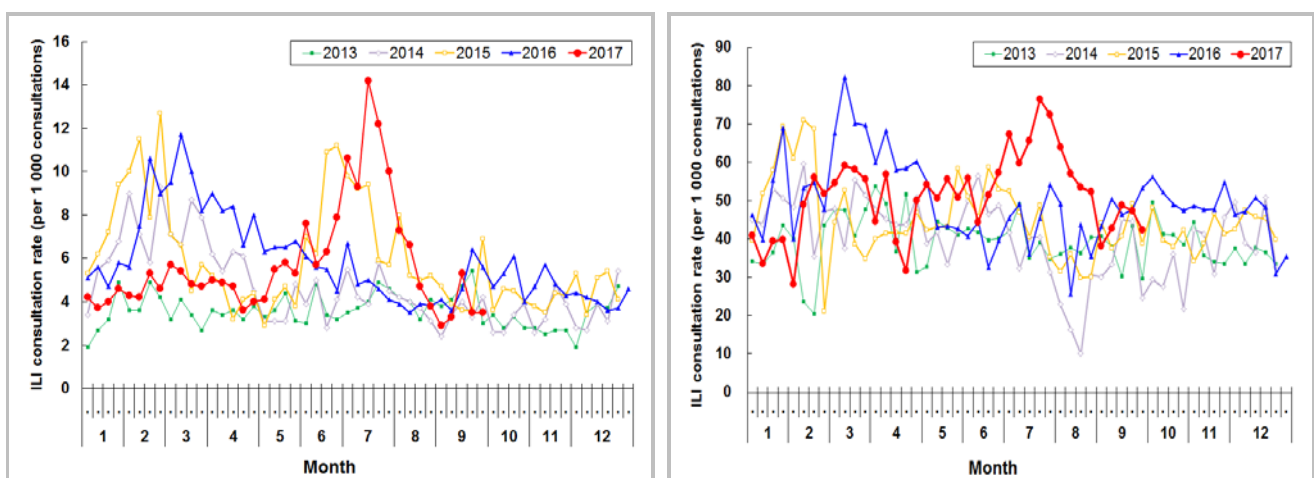 ILI consultation rate (per 1 000 consultations)
16
14
12
10
8
6
4
2
0
2013 2014 2015 2016 2017
1 2 3 4 5 6 7 8 9 10 11 12
Month
ILI consultation rate (per 1 000 consultations)
90
80
70
60
50
40
30
20
10
0
2013 2014 2015 2016 2017
1 2 3 4 5 6 7 8 9 10 11 12
Month